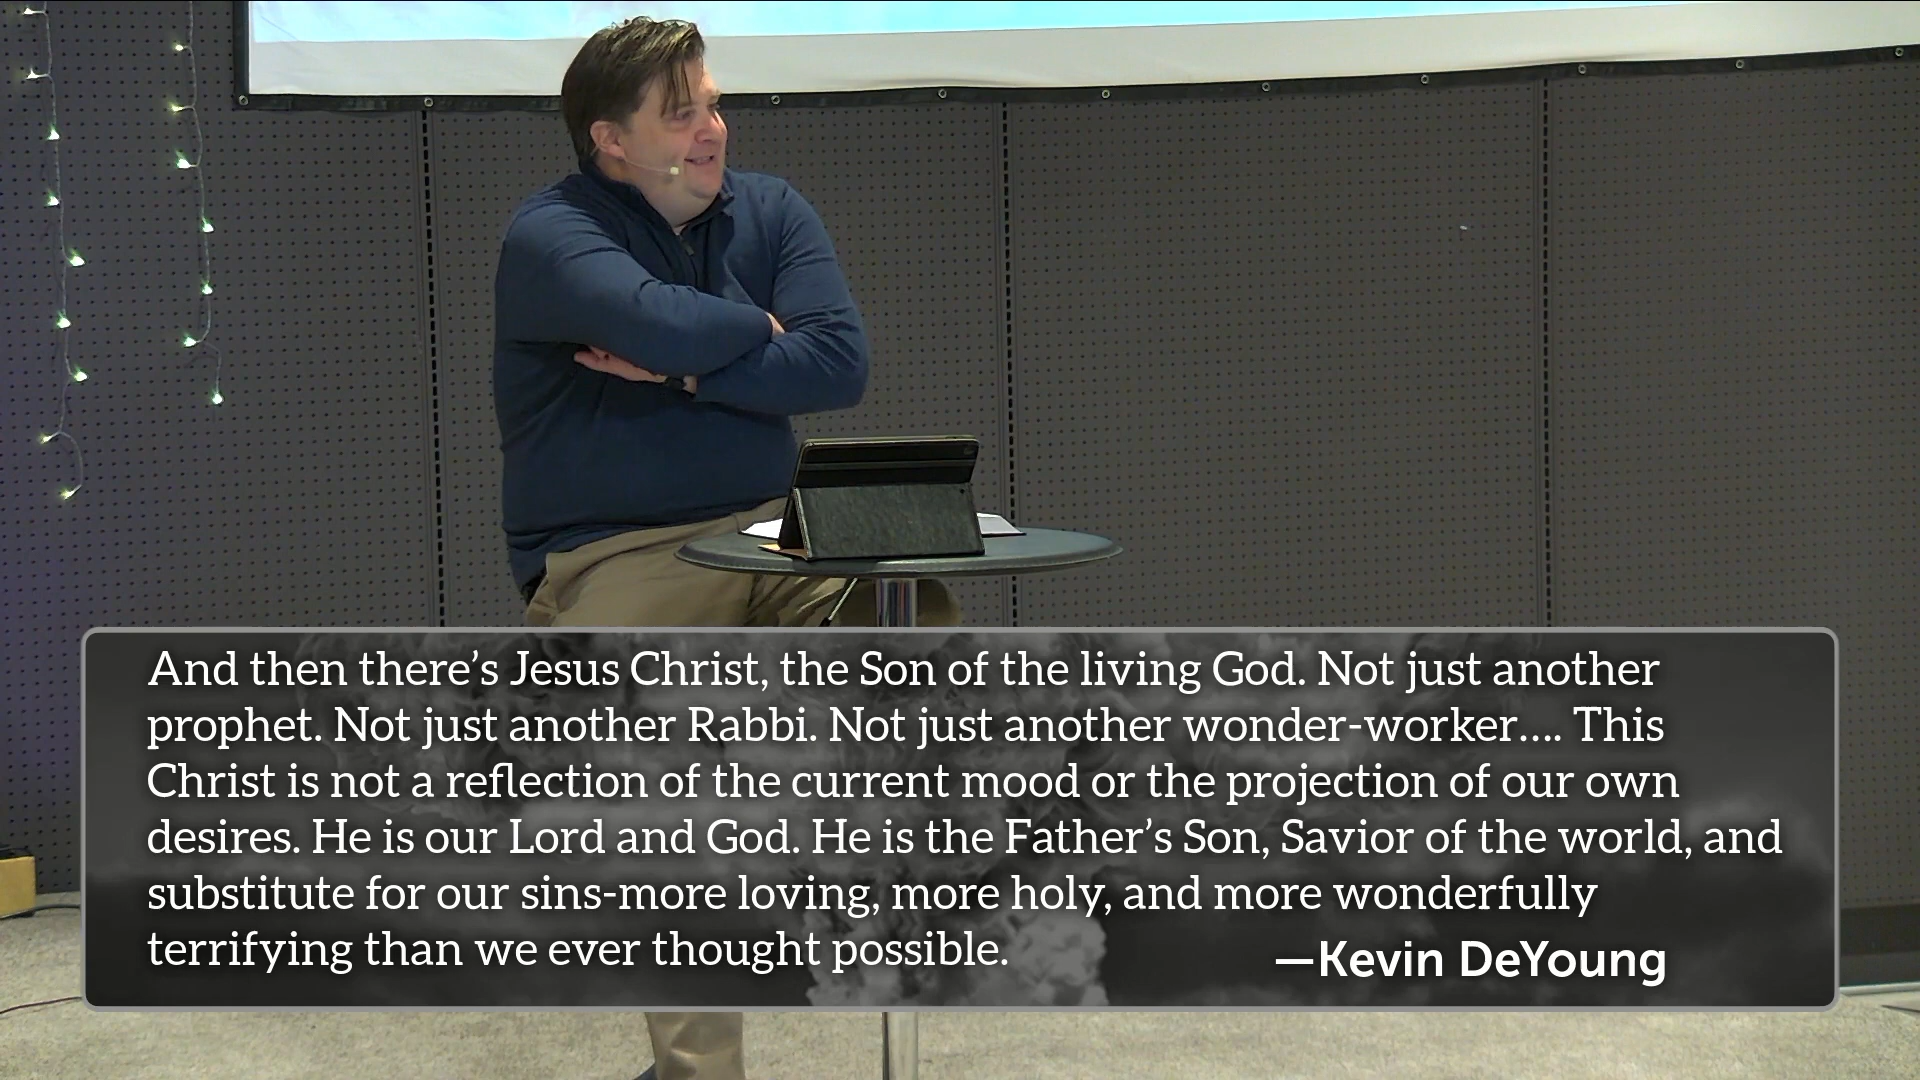 And then there’s Jesus Christ, the Son of the living God. Not just another
prophet. Not just another Rabbi. Not just another wonder-worker…. This
Christ is not a reflection of the current mood or the projection of our own
desires. He is our Lord and God. He is the Father’s Son, Savior of the world, and
substitute for our sins-more loving, more holy, and more wonderfully
terrifying than we ever thought possible.
—Kevin DeYoung